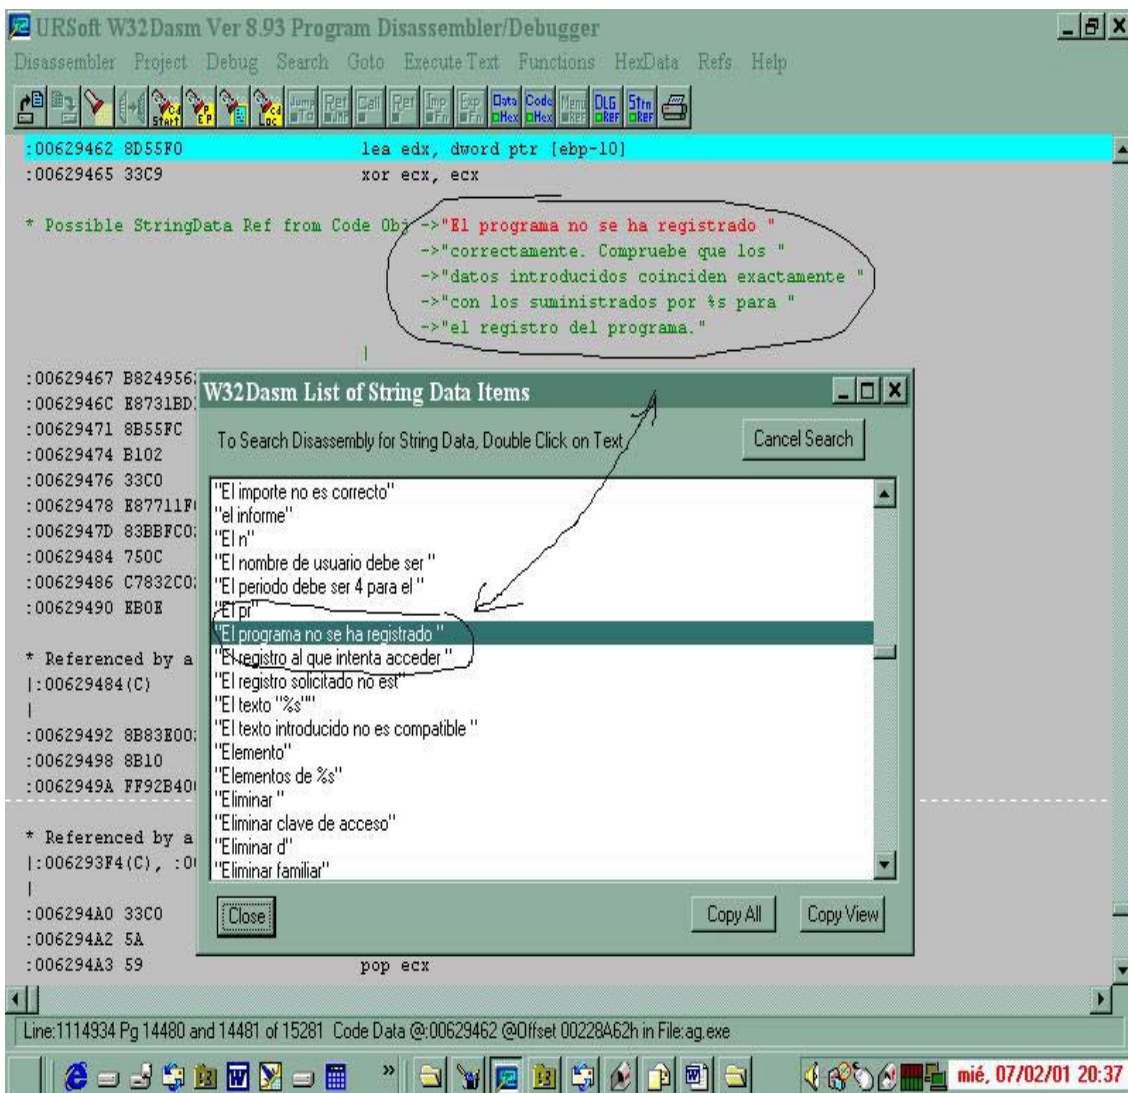 URSoft W32Dasm Ver 8.93 Program Disassembler/Debugger
Disassembler Project Debug Search Goto Execute Text Functions HexData Refs Help
:00629462 8D55F0 lea edx, dword ptr [ebp-10]
:00629465 33C9 xor ecx, ecx
* Possible StringData Ref from Code Obj ->"El programa no se ha registrado "
->"correctamente. Compruebe que los "
->"datos introducidos coinciden exactamente "
->"con los suministrados por %s para "
->"el registro del programa."
|
:00629467 B8249562
:0062946C E8731BD
:00629471 8B55FC
:00629474 B102
:00629476 33C0
:00629478 E87711F
:0062947D 83BBFC0
:00629484 750C
:00629486 C7832C0
:00629490 EB0E
* Referenced by a
|:00629484(C)
|
:00629492 8B83E00
:00629498 8B10
:0062949A FF92B40
* Referenced by a
|:006293F4(C), :0
|
:006294A0 33C0
:006294A2 5A
:006294A3 59 pop ecx
W32Dasm List of String Data Items
To Search Disassembly for String Data, Double Click on Text
Cancel Search
"El importe no es correcto"
"el informe"
"El n"
"El nombre de usuario debe ser "
"El periodo debe ser 4 para el "
"El pr"
"El programa no se ha registrado "
"El registro al que intenta acceder "
"El registro solicitado no est"
"El texto "%s""
"El texto introducido no es compatible "
"Elemento"
"Elementos de %s"
"Eliminar "
"Eliminar clave de acceso"
"Eliminar d"
"Eliminar familiar"
Close
Copy All
Copy View
Line:1114934 Pg 14480 and 14481 of 15281 Code Data @:00629462 @Offset 00228A62h in File:ag.exe
mié, 07/02/01 20:37